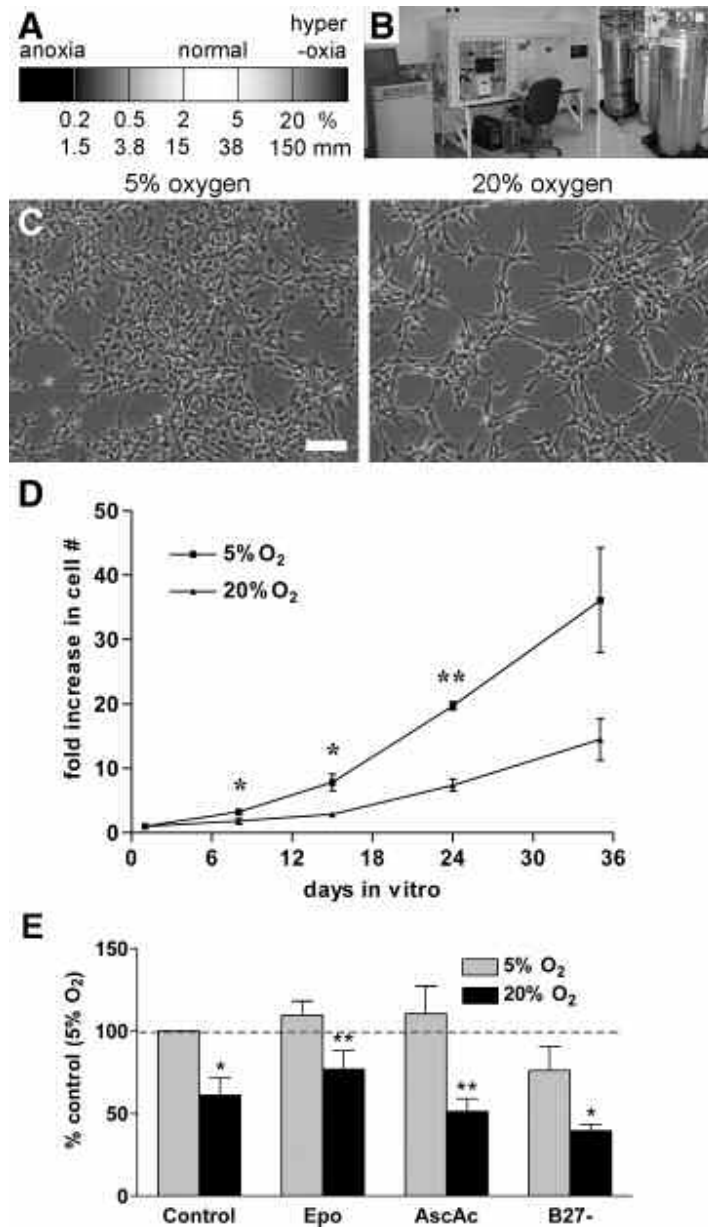 A
hyper
anoxia normal -oxia
0.2 0.5 2 5 20 %
1.5 3.8 15 38 150 mm
B
5% oxygen 20% oxygen
C
D
50
40
30
20
10
0
fold increase in cell #
5% O₂
20% O₂
*
*
**
0 6 12 18 24 30 36
days in vitro
E
150
100
50
0
% control (5% O₂)
5% O₂
20% O₂
* ** ** *
Control Epo AscAc B27-